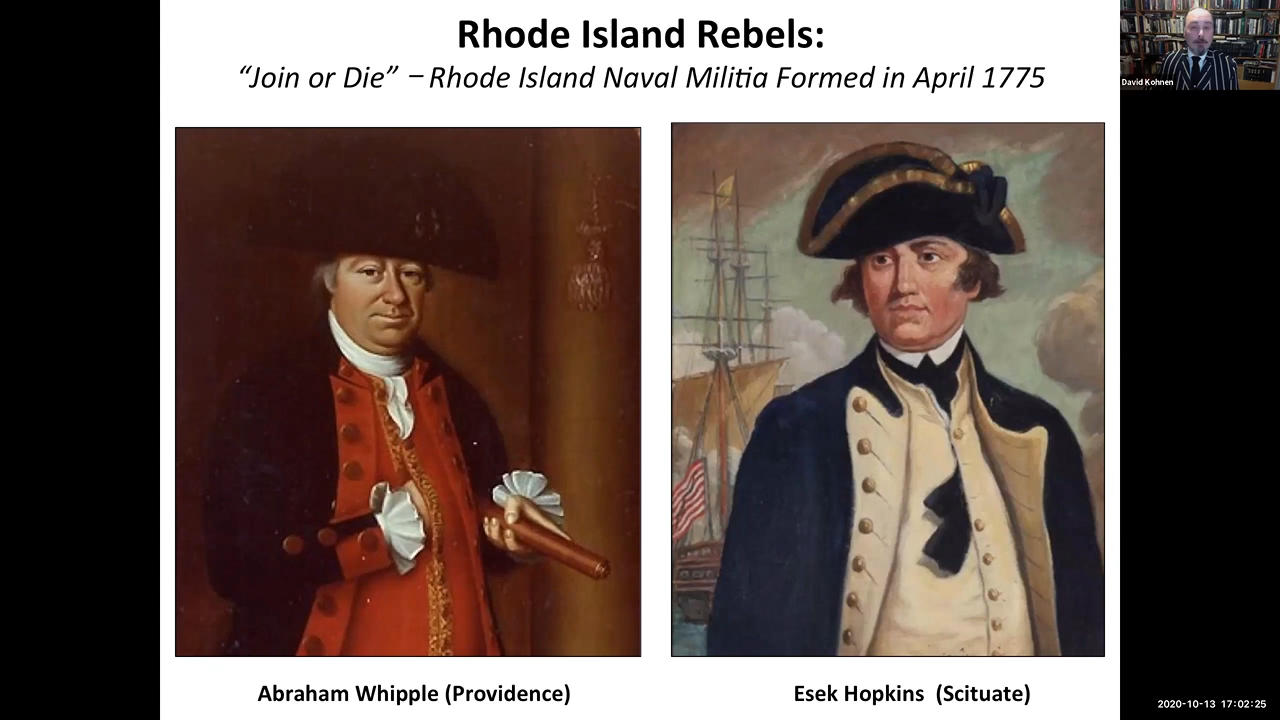 Rhode Island Rebels:
“Join or Die” – Rhode Island Naval Militia Formed in April 1775
David Kohnen
Abraham Whipple (Providence)
Esek Hopkins (Scituate)
2020-10-13 17:02:25